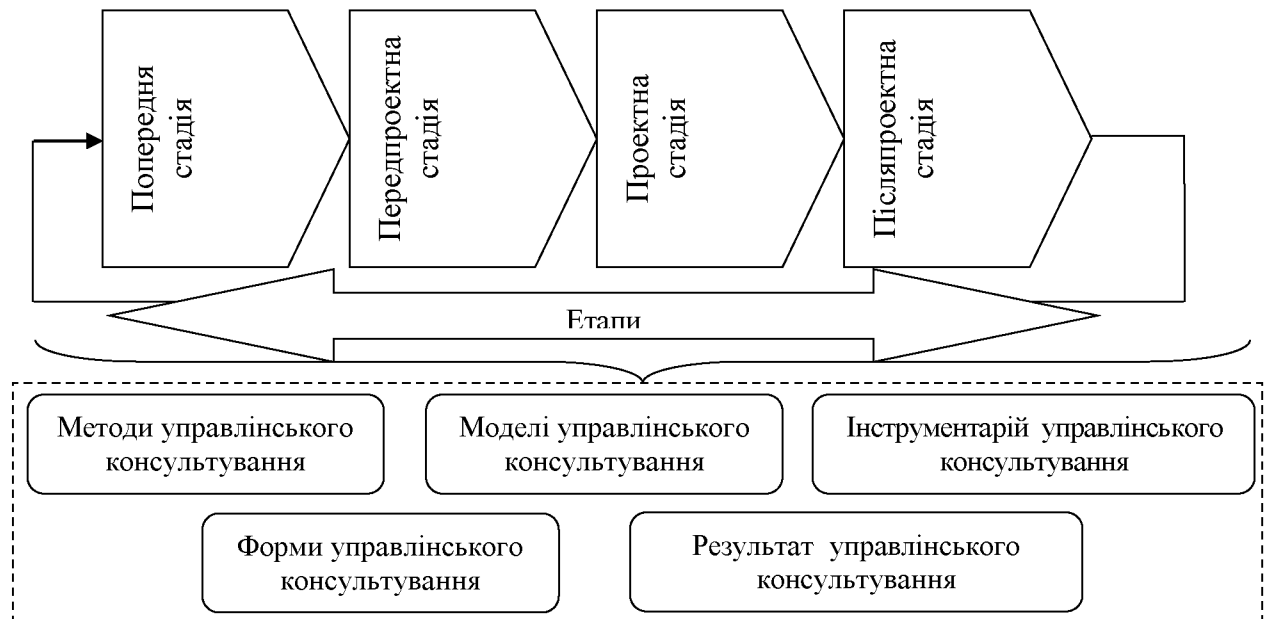 Попередня
стадія
Передпроектна
стадія
Проектна
стадія
Післяпроектна
стадія
Етапи
Методи управлінського
консультування
Моделі управлінського
консультування
Інструментарій управлінського
консультування
Форми управлінського
консультування
Результат управлінського
консультування